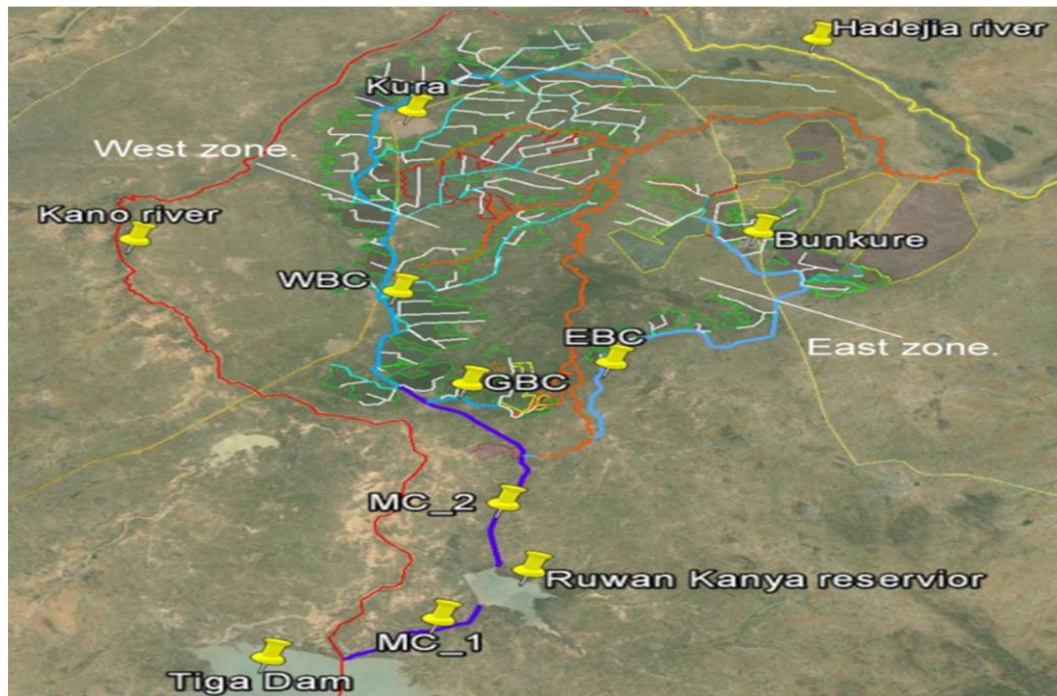 Hadejia river
Kura
West zone.
Kano river
Bunkure
WBC
EBC
East zone.
GBC
MC_2
Ruwan Kanya reservior
MC_1
Tiga Dam